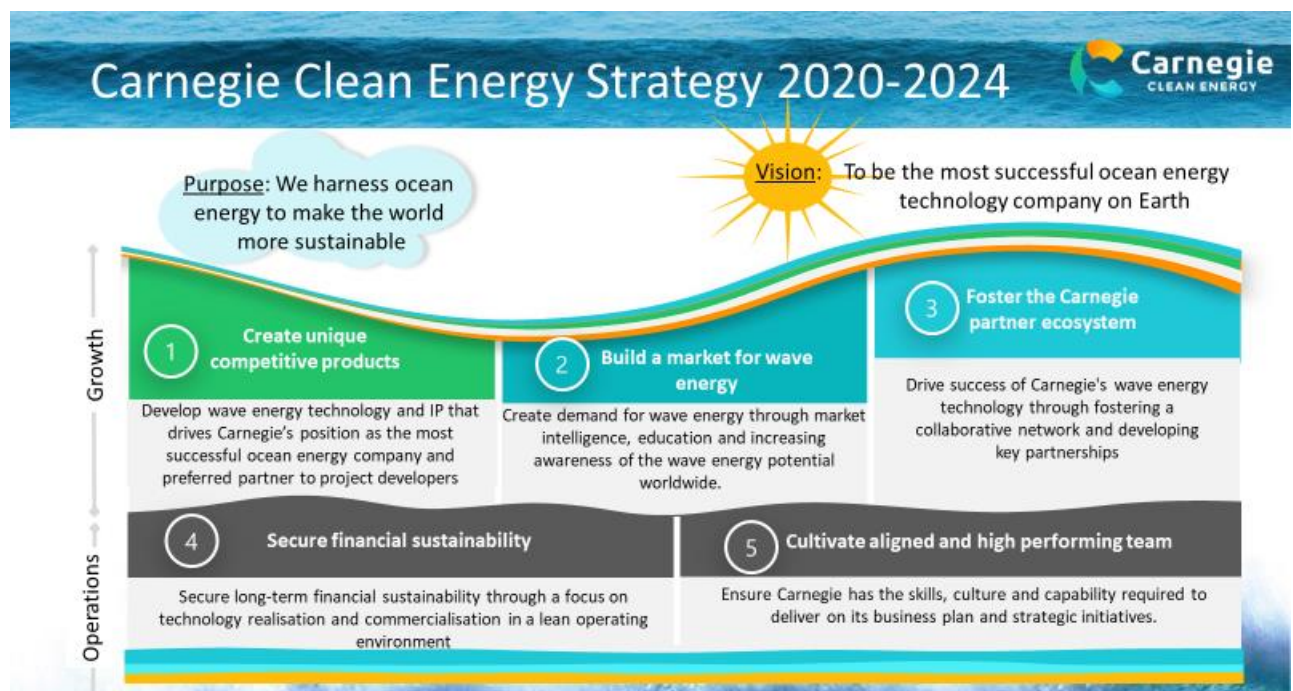 Carnegie Clean Energy Strategy 2020-2024
Carnegie
CLEAN ENERGY
Purpose: We harness ocean
energy to make the world
more sustainable
Vision: To be the most successful ocean energy
technology company on Earth
Growth
1
Create unique
competitive products
Develop wave energy technology and IP that
drives Carnegie's position as the most
successful ocean energy company and
preferred partner to project developers
2
Build a market for wave
energy
Create demand for wave energy through market
intelligence, education and increasing
awareness of the wave energy potential
worldwide.
3
Foster the Carnegie
partner ecosystem
Drive success of Carnegie's wave energy
technology through fostering a
collaborative network and developing
key partnerships
Operations
4
Secure financial sustainability
Secure long-term financial sustainability through a focus on
technology realisation and commercialisation in a lean operating
environment
5
Cultivate aligned and high performing team
Ensure Carnegie has the skills, culture and capability required to
deliver on its business plan and strategic initiatives.